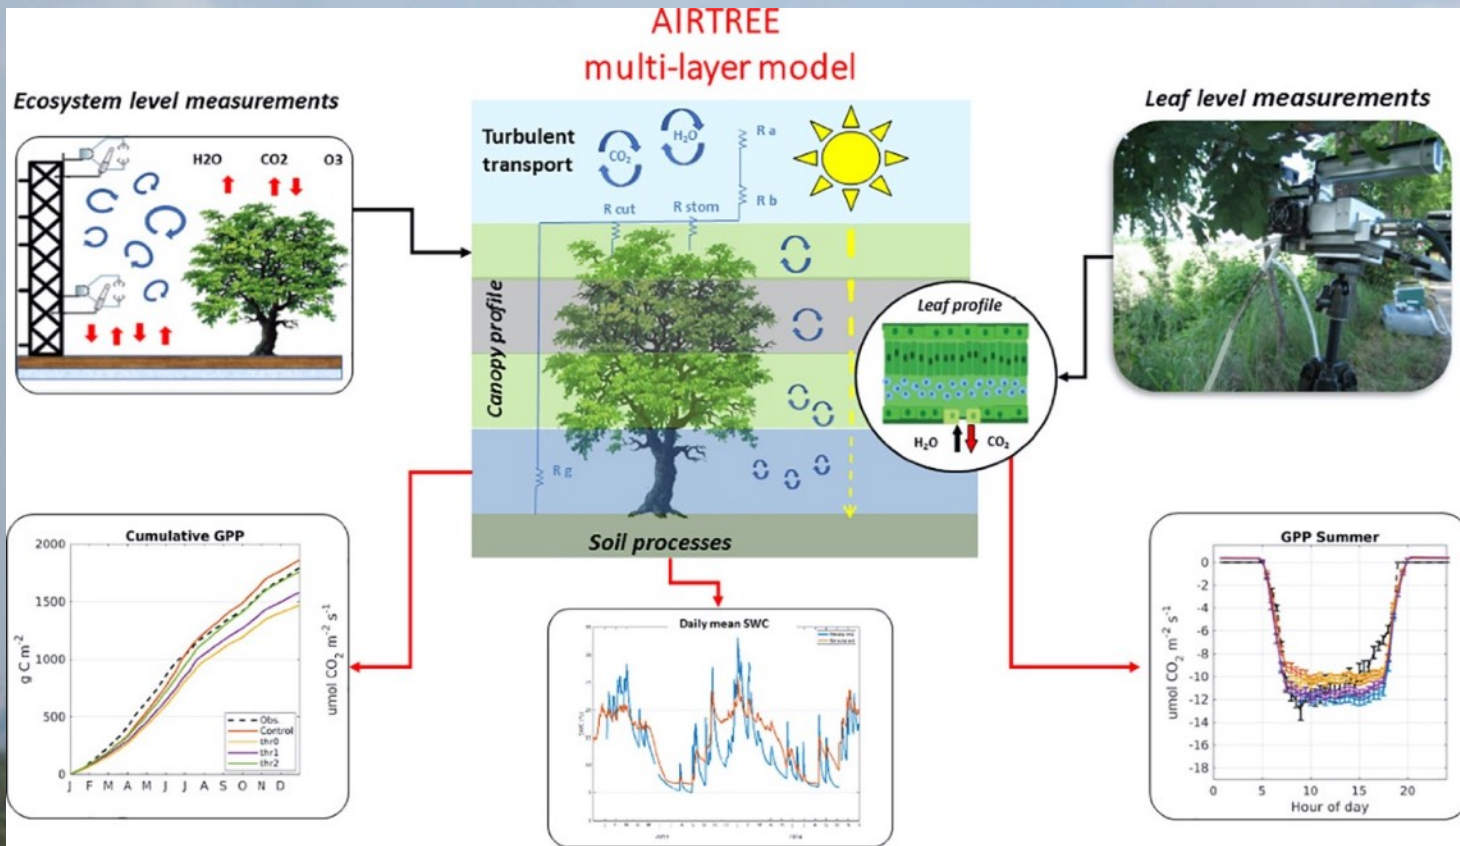 AIRTREE
multi-layer model
Ecosystem level measurements
H2O CO2 O3
Turbulent
transport
CO₂
H₂O
R a
R b
R cut
R stom
R g
Canopy profile
Soil processes
Leaf profile
H₂O CO₂
Leaf level measurements
Cumulative GPP
g C m⁻²
2000
1500
1000
500
0
J F M A M J J A S O N D
Obs.
Control
thr0
thr1
thr2
umol CO₂ m⁻² s⁻¹
Daily mean SWC
GPP Summer
umol CO₂ m⁻² s⁻¹
0
-2
-4
-6
-8
-10
-12
-14
-16
-18
0 5 10 15 20
Hour of day